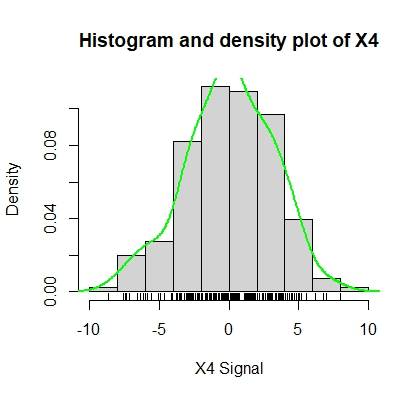 Histogram and density plot of X4
Density
0.00 0.04 0.08
-10 -5 0 5 10
X4 Signal